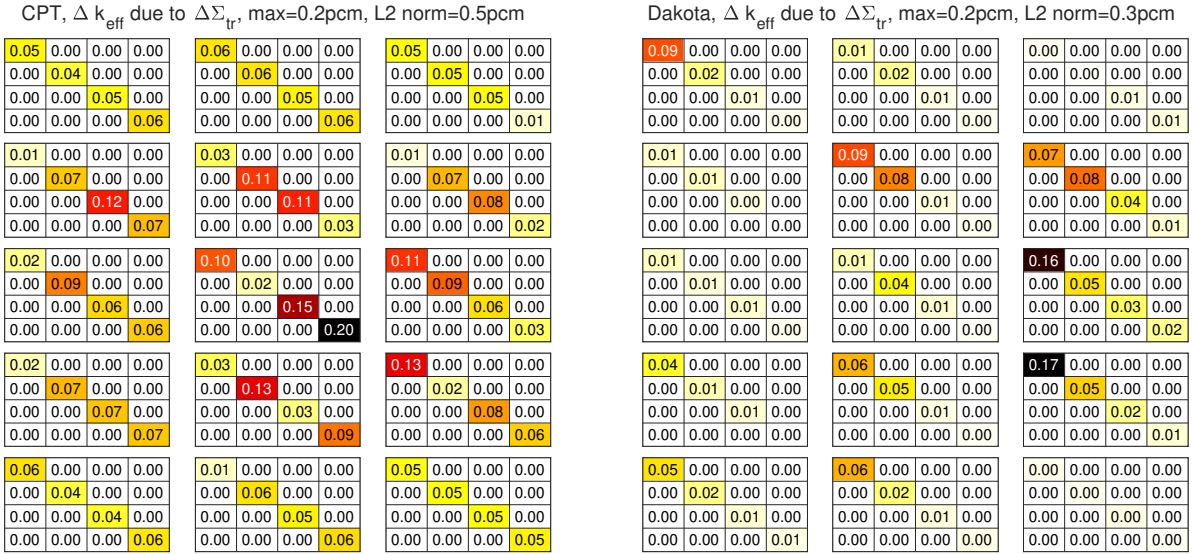 CPT, Δ k_eff due to ΔΣ_tr, max=0.2pcm, L2 norm=0.5pcm
Dakota, Δ k_eff due to ΔΣ_tr, max=0.2pcm, L2 norm=0.3pcm
0.05 0.00 0.00 0.00 0.06 0.00 0.00 0.00 0.05 0.00 0.00 0.00 0.09 0.00 0.00 0.00 0.01 0.00 0.00 0.00 0.00 0.00 0.00 0.00
0.00 0.04 0.00 0.00 0.00 0.06 0.00 0.00 0.00 0.05 0.00 0.00 0.00 0.02 0.00 0.00 0.00 0.02 0.00 0.00 0.00 0.00 0.00 0.00
0.00 0.00 0.05 0.00 0.00 0.00 0.05 0.00 0.00 0.00 0.05 0.00 0.00 0.00 0.01 0.00 0.00 0.00 0.01 0.00 0.00 0.00 0.01 0.00
0.00 0.00 0.00 0.06 0.00 0.00 0.00 0.06 0.00 0.00 0.00 0.01 0.00 0.00 0.00 0.00 0.00 0.00 0.00 0.00 0.00 0.00 0.00 0.01
0.01 0.00 0.00 0.00 0.03 0.00 0.00 0.00 0.01 0.00 0.00 0.00 0.01 0.00 0.00 0.00 0.09 0.00 0.00 0.00 0.07 0.00 0.00 0.00
0.00 0.07 0.00 0.00 0.00 0.11 0.00 0.00 0.00 0.07 0.00 0.00 0.00 0.01 0.00 0.00 0.00 0.08 0.00 0.00 0.00 0.08 0.00 0.00
0.00 0.00 0.12 0.00 0.00 0.00 0.11 0.00 0.00 0.00 0.08 0.00 0.00 0.00 0.00 0.00 0.00 0.00 0.01 0.00 0.00 0.00 0.04 0.00
0.00 0.00 0.00 0.07 0.00 0.00 0.00 0.03 0.00 0.00 0.00 0.02 0.00 0.00 0.00 0.00 0.00 0.00 0.00 0.00 0.00 0.00 0.00 0.01
0.02 0.00 0.00 0.00 0.10 0.00 0.00 0.00 0.11 0.00 0.00 0.00 0.01 0.00 0.00 0.00 0.01 0.00 0.00 0.00 0.16 0.00 0.00 0.00
0.00 0.09 0.00 0.00 0.00 0.02 0.00 0.00 0.00 0.09 0.00 0.00 0.00 0.01 0.00 0.00 0.00 0.04 0.00 0.00 0.00 0.05 0.00 0.00
0.00 0.00 0.06 0.00 0.00 0.00 0.15 0.00 0.00 0.00 0.06 0.00 0.00 0.00 0.01 0.00 0.00 0.00 0.01 0.00 0.00 0.00 0.03 0.00
0.00 0.00 0.00 0.06 0.00 0.00 0.00 0.20 0.00 0.00 0.00 0.03 0.00 0.00 0.00 0.00 0.00 0.00 0.00 0.00 0.00 0.00 0.00 0.02
0.02 0.00 0.00 0.00 0.03 0.00 0.00 0.00 0.13 0.00 0.00 0.00 0.04 0.00 0.00 0.00 0.06 0.00 0.00 0.00 0.17 0.00 0.00 0.00
0.00 0.07 0.00 0.00 0.00 0.13 0.00 0.00 0.00 0.02 0.00 0.00 0.00 0.01 0.00 0.00 0.00 0.05 0.00 0.00 0.00 0.05 0.00 0.00
0.00 0.00 0.07 0.00 0.00 0.00 0.03 0.00 0.00 0.00 0.08 0.00 0.00 0.00 0.01 0.00 0.00 0.00 0.01 0.00 0.00 0.00 0.02 0.00
0.00 0.00 0.00 0.07 0.00 0.00 0.00 0.09 0.00 0.00 0.00 0.06 0.00 0.00 0.00 0.00 0.00 0.00 0.00 0.00 0.00 0.00 0.00 0.01
0.06 0.00 0.00 0.00 0.01 0.00 0.00 0.00 0.05 0.00 0.00 0.00 0.05 0.00 0.00 0.00 0.06 0.00 0.00 0.00 0.00 0.00 0.00 0.00
0.00 0.04 0.00 0.00 0.00 0.06 0.00 0.00 0.00 0.05 0.00 0.00 0.00 0.02 0.00 0.00 0.00 0.02 0.00 0.00 0.00 0.00 0.00 0.00
0.00 0.00 0.04 0.00 0.00 0.00 0.05 0.00 0.00 0.00 0.05 0.00 0.00 0.00 0.01 0.00 0.00 0.00 0.01 0.00 0.00 0.00 0.00 0.00
0.00 0.00 0.00 0.06 0.00 0.00 0.00 0.06 0.00 0.00 0.00 0.05 0.00 0.00 0.00 0.01 0.00 0.00 0.00 0.00 0.00 0.00 0.00 0.00